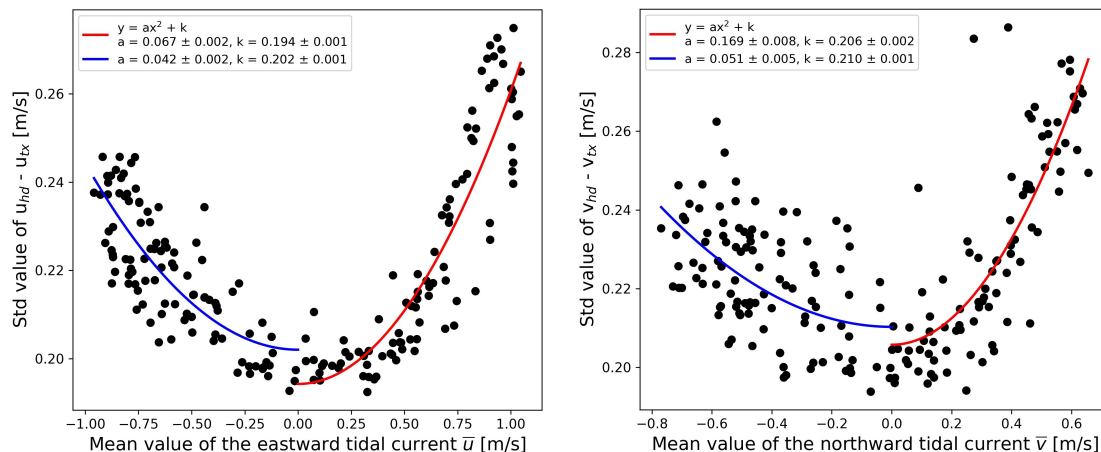 y = ax² + k
a = 0.067 ± 0.002, k = 0.194 ± 0.001
a = 0.042 ± 0.002, k = 0.202 ± 0.001
Std value of u_hd - u_tx [m/s]
0.26
0.24
0.22
0.20
−1.00 −0.75 −0.50 −0.25 0.00 0.25 0.50 0.75 1.00
Mean value of the eastward tidal current u̅ [m/s]
y = ax² + k
a = 0.169 ± 0.008, k = 0.206 ± 0.002
a = 0.051 ± 0.005, k = 0.210 ± 0.001
Std value of v_hd - v_tx [m/s]
0.28
0.26
0.24
0.22
0.20
−0.8 −0.6 −0.4 −0.2 0.0 0.2 0.4 0.6
Mean value of the northward tidal current v̅ [m/s]